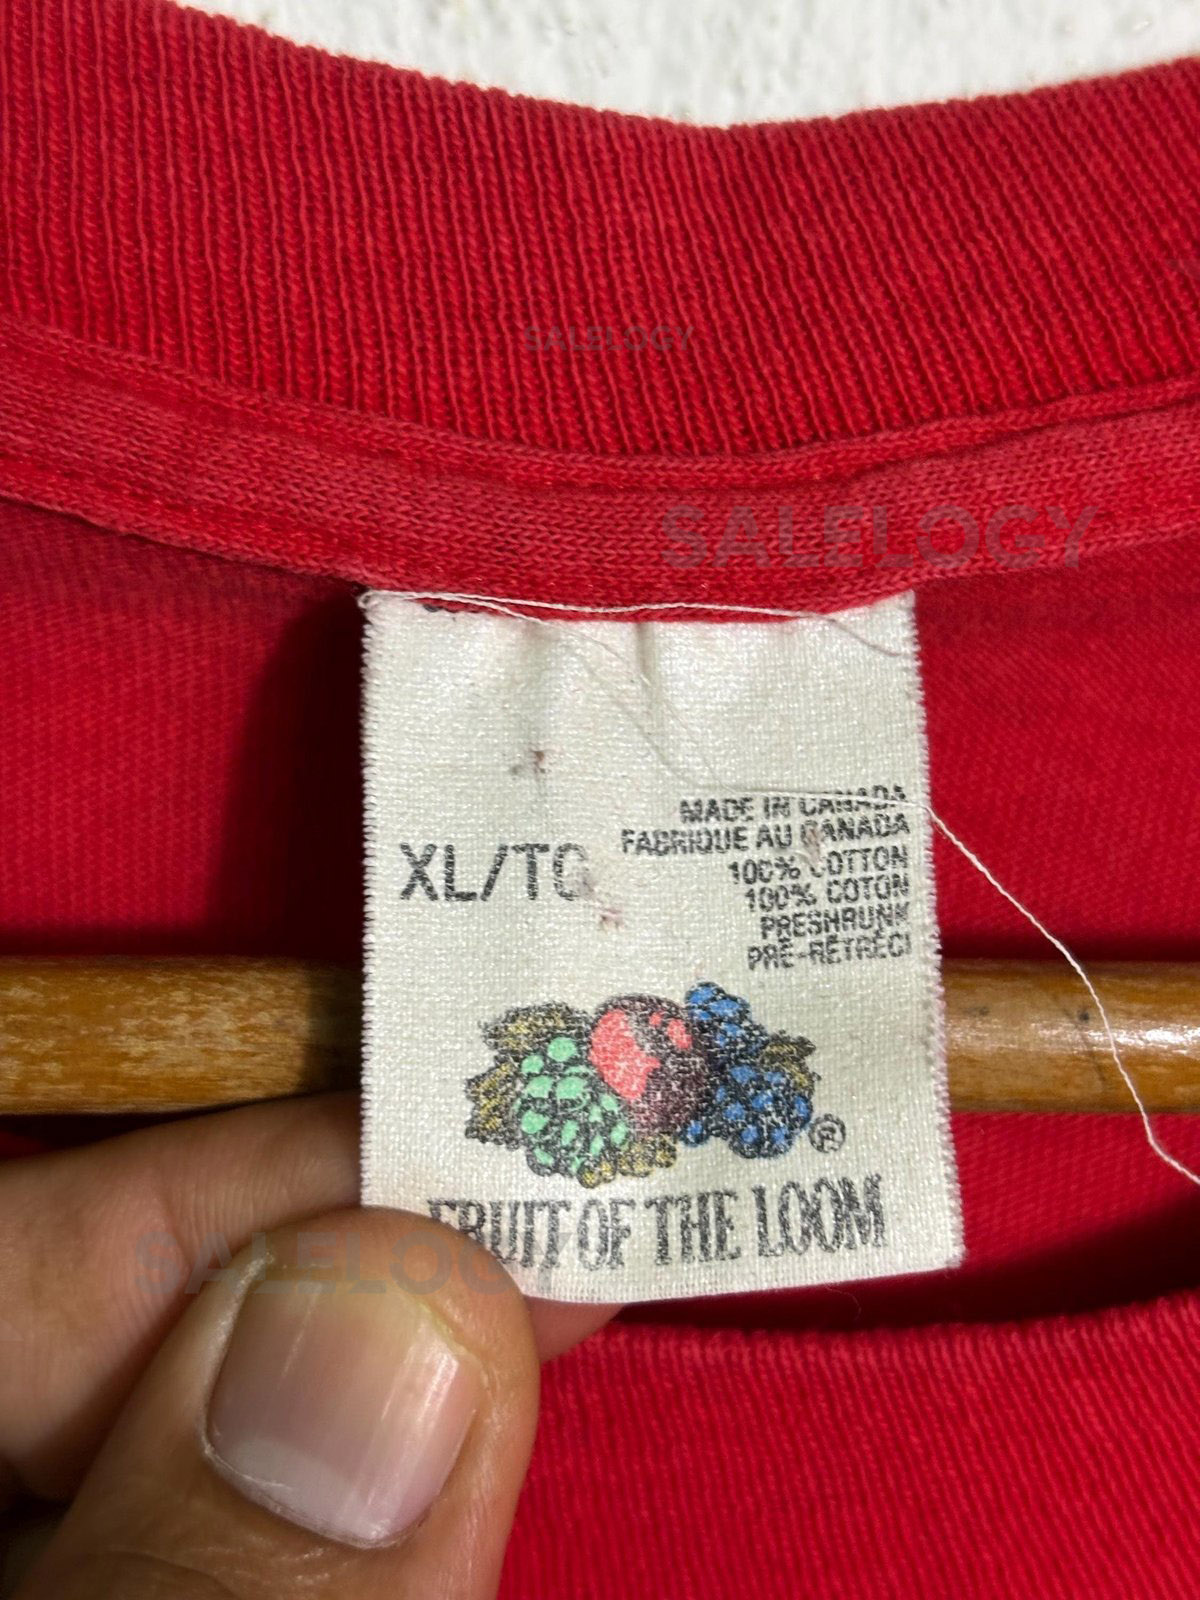 SALELOGY
SALELOGY
MADE IN CANADA
FABRIQUE AU CANADA
XL/TG
100% COTTON
100% COTON
PRESHRUNK
PRÉ-RÉTRÉCI
®
FRUIT OF THE LOOM
SALELOGY